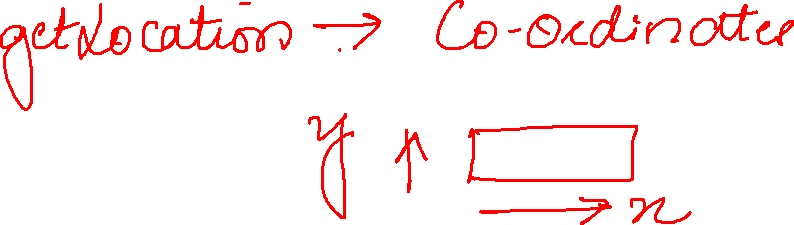 getLocation → Co-ordinates
y ↑
→ x